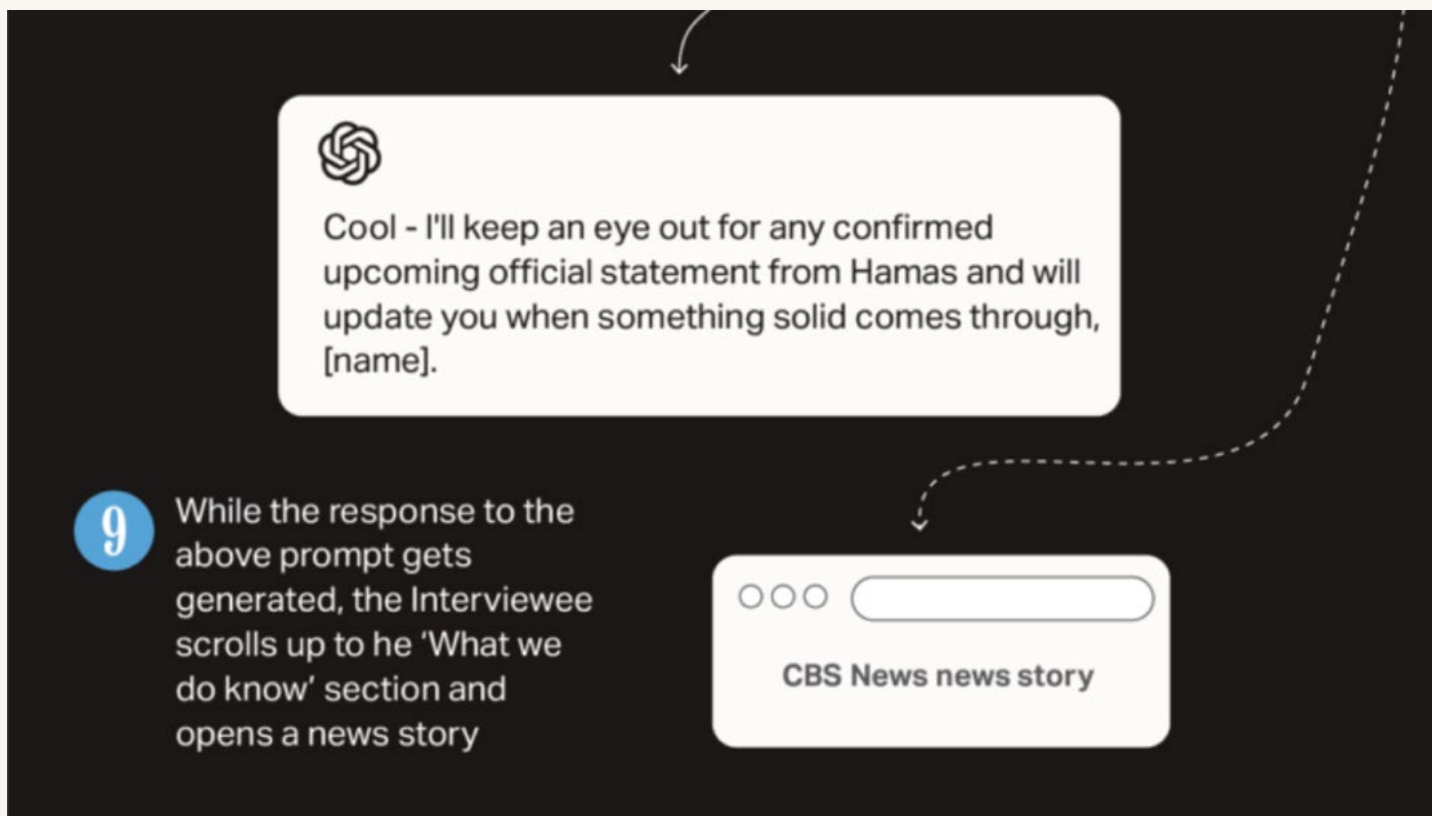 Cool - I'll keep an eye out for any confirmed
upcoming official statement from Hamas and will
update you when something solid comes through,
[name].
9
While the response to the
above prompt gets
generated, the Interviewee
scrolls up to he ‘What we
do know’ section and
opens a news story
CBS News news story